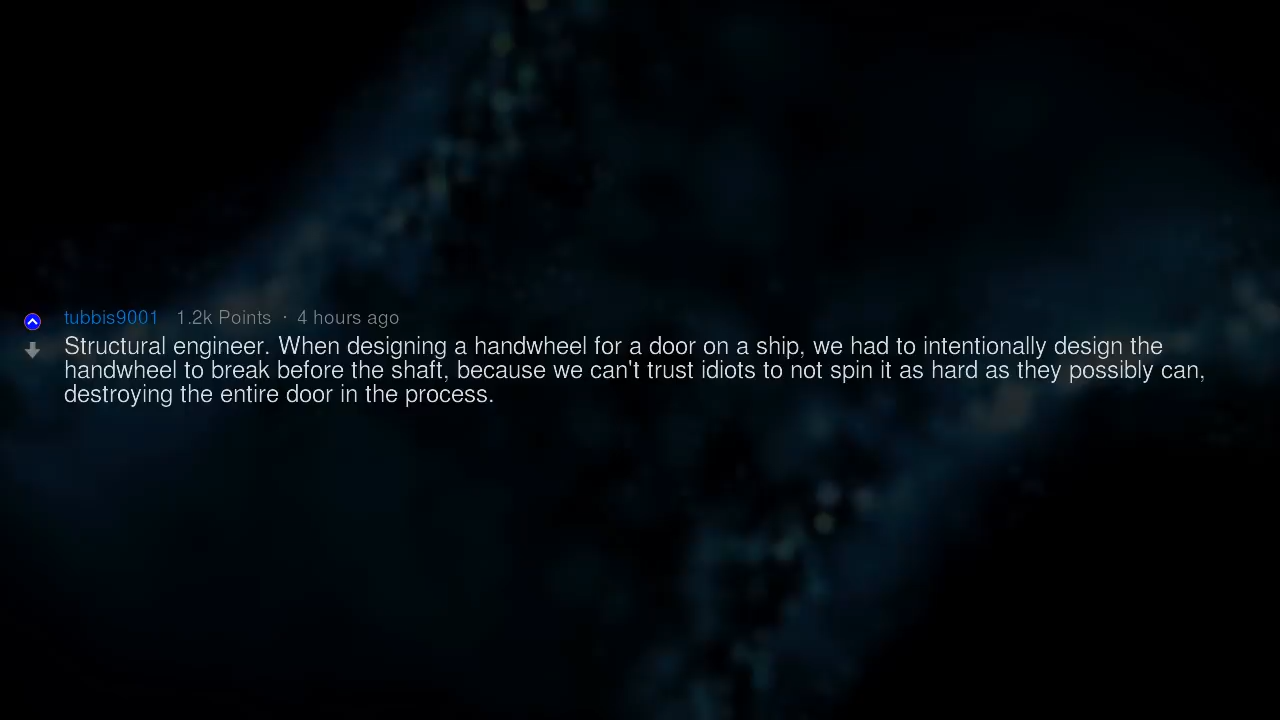 tubbis9001 1.2k Points · 4 hours ago
Structural engineer. When designing a handwheel for a door on a ship, we had to intentionally design the
handwheel to break before the shaft, because we can't trust idiots to not spin it as hard as they possibly can,
destroying the entire door in the process.